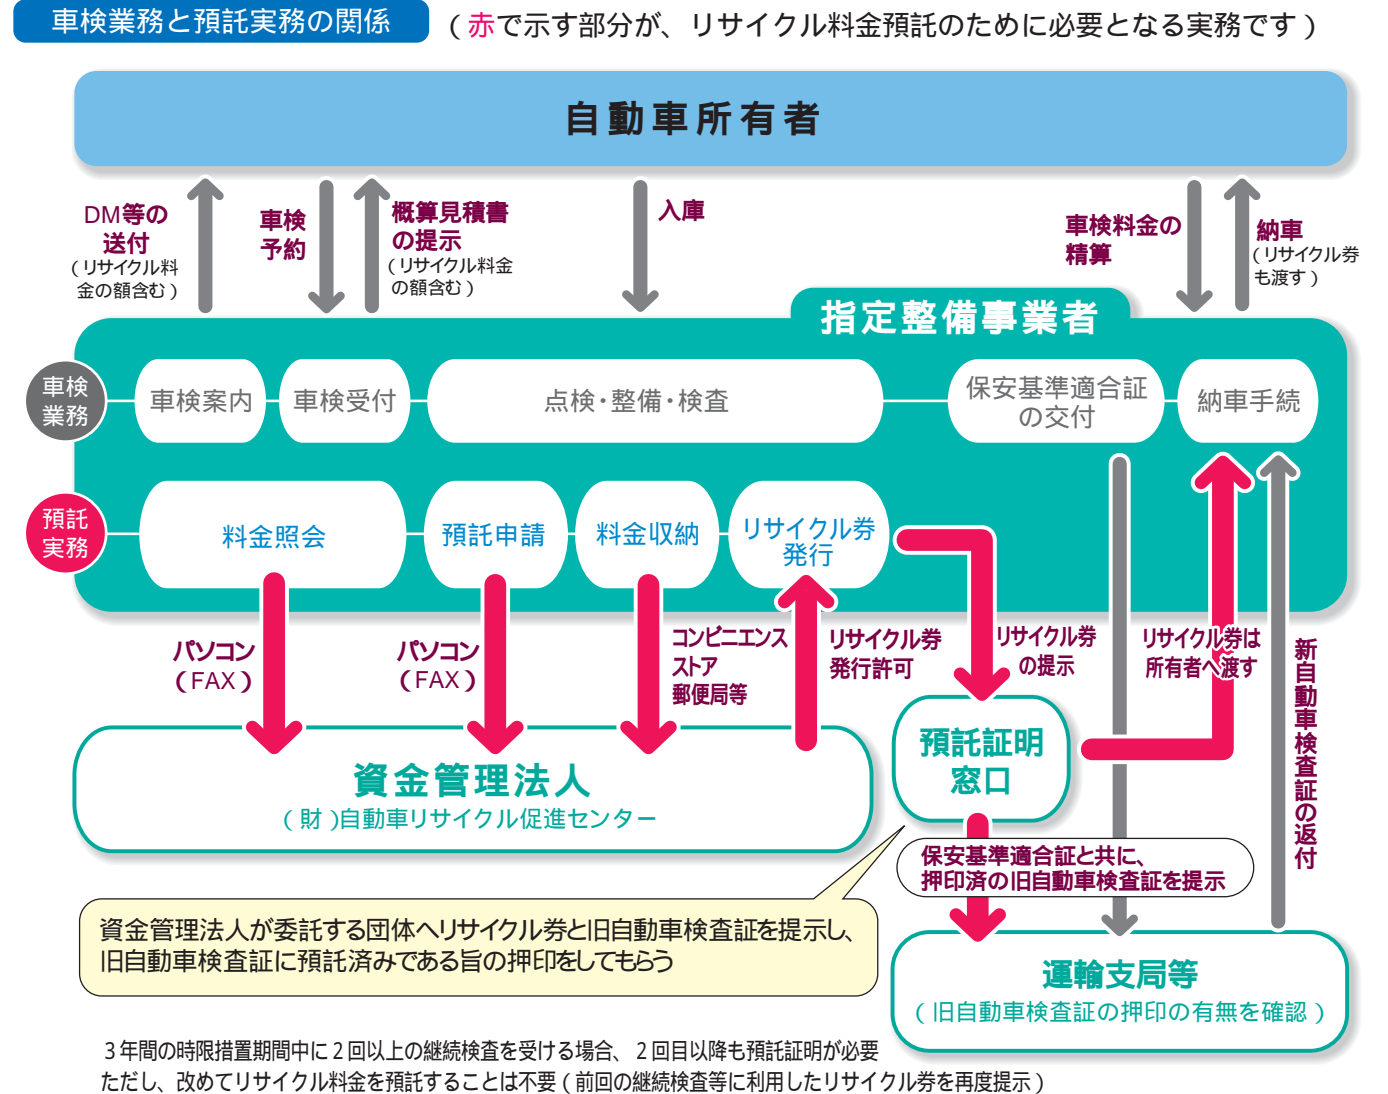 車検業務と預託実務の関係
（赤で示す部分が、リサイクル料金預託のために必要となる実務です）
自動車所有者
DM等の
送付
（リサイクル料
金の額含む）
車検
予約
概算見積書
の提示
（リサイクル料金
の額含む）
入庫
車検料金の
精算
納車
（リサイクル券
も渡す）
指定整備事業者
車検
業務
車検案内
車検受付
点検・整備・検査
保安基準適合証
の交付
納車手続
預託
実務
料金照会
預託申請
料金収納
リサイクル券
発行
パソコン
（FAX）
パソコン
（FAX）
コンビニエンス
ストア
郵便局等
リサイクル券
発行許可
リサイクル券
の提示
リサイクル券は
所有者へ渡す
新自動車検査証の返付
資金管理法人
（財）自動車リサイクル促進センター
預託証明
窓口
保安基準適合証と共に、
押印済の旧自動車検査証を提示
資金管理法人が委託する団体へリサイクル券と旧自動車検査証を提示し、
旧自動車検査証に預託済みである旨の押印をしてもらう
運輸支局等
（旧自動車検査証の押印の有無を確認）
３年間の時限措置期間中に２回以上の継続検査を受ける場合、２回目以降も預託証明が必要
ただし、改めてリサイクル料金を預託することは不要（前回の継続検査等に利用したリサイクル券を再度提示）